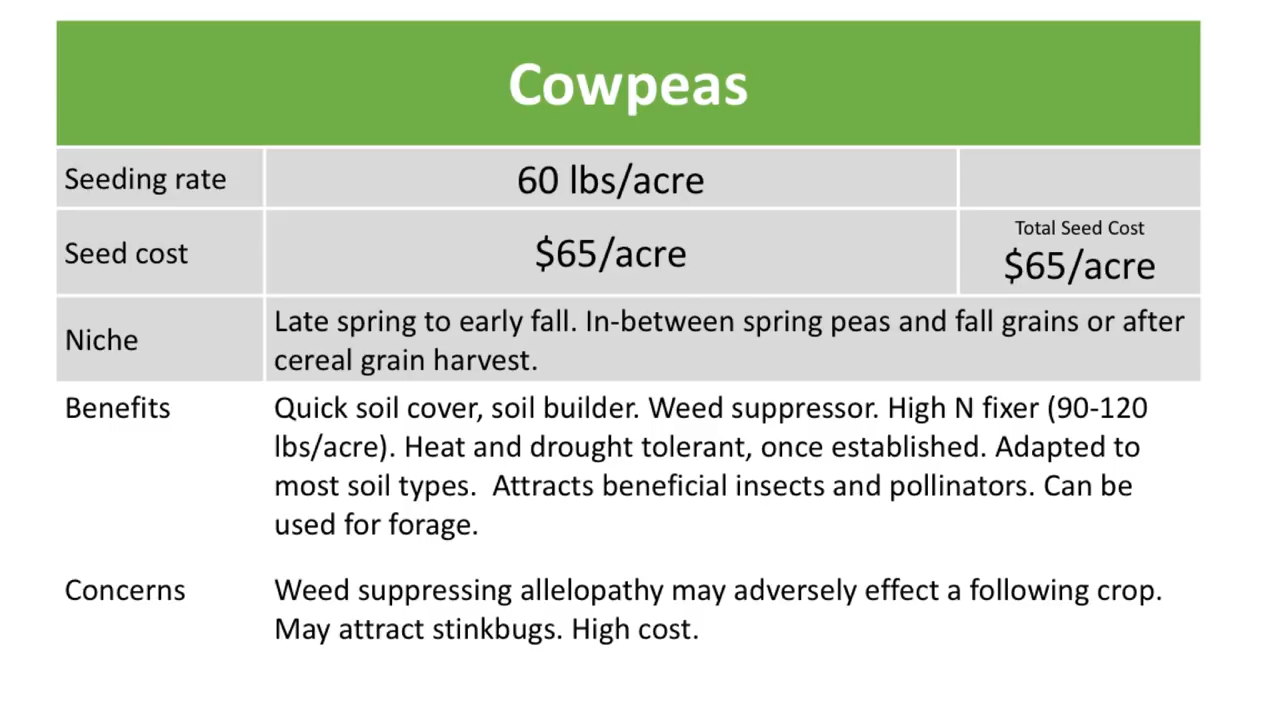 Cowpeas
Seeding rate
60 lbs/acre
Seed cost
$65/acre
Total Seed Cost
$65/acre
Niche
Late spring to early fall. In-between spring peas and fall grains or after
cereal grain harvest.
Benefits
Quick soil cover, soil builder. Weed suppressor. High N fixer (90-120
lbs/acre). Heat and drought tolerant, once established. Adapted to
most soil types.  Attracts beneficial insects and pollinators. Can be
used for forage.
Concerns
Weed suppressing allelopathy may adversely effect a following crop.
May attract stinkbugs. High cost.